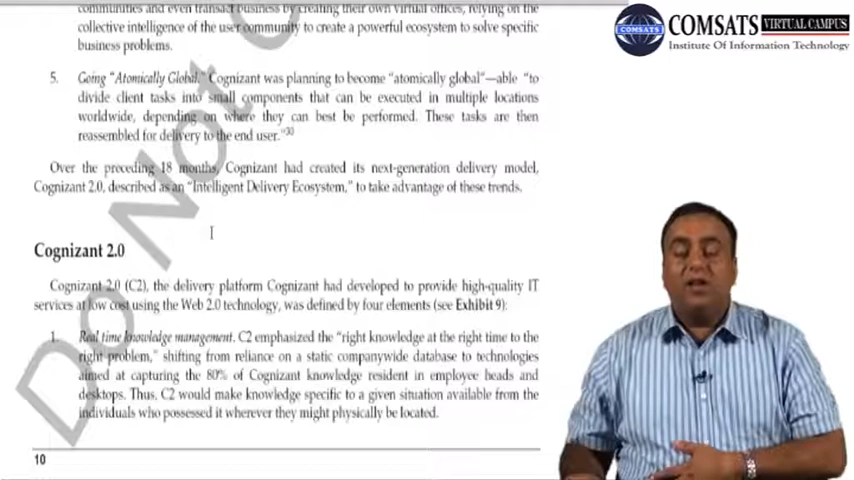 communities and even transact business by creating their own virtual offices, relying on the
collective intelligence of the user community to create a powerful ecosystem to solve specific
business problems.
5. Going "Atomically Global." Cognizant was planning to become "atomically global"—able "to
divide client tasks into small components that can be executed in multiple locations
worldwide, depending on where they can best be performed. These tasks are then
reassembled for delivery to the end user."30
Over the preceding 18 months, Cognizant had created its next-generation delivery model,
Cognizant 2.0, described as an "Intelligent Delivery Ecosystem," to take advantage of these trends.
Cognizant 2.0
Cognizant 2.0 (C2), the delivery platform Cognizant had developed to provide high-quality IT
services at low cost using the Web 2.0 technology, was defined by four elements (see Exhibit 9):
1. Real time knowledge management. C2 emphasized the "right knowledge at the right time to the
right problem," shifting from reliance on a static companywide database to technologies
aimed at capturing the 80% of Cognizant knowledge resident in employee heads and
desktops. Thus, C2 would make knowledge specific to a given situation available from the
individuals who possessed it wherever they might physically be located.
10
Do Not C
COMSATS
COMSATS VIRTUAL CAMPUS
Institute Of Information Technology